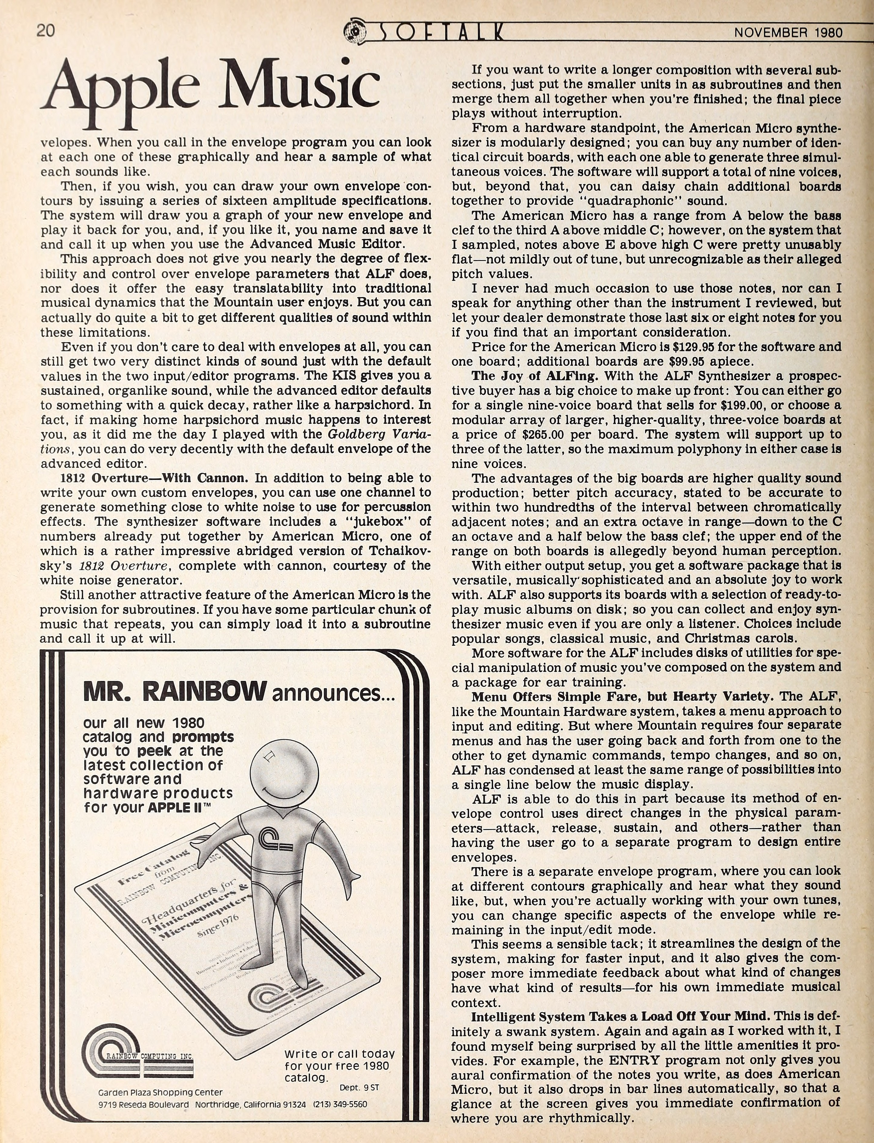 20
SOFTALK
NOVEMBER 1980
Apple Music
velopes. When you call in the envelope program you can look
at each one of these graphically and hear a sample of what
each sounds like.
Then, if you wish, you can draw your own envelope con-
tours by issuing a series of sixteen amplitude specifications.
The system will draw you a graph of your new envelope and
play it back for you, and, if you like it, you name and save it
and call it up when you use the Advanced Music Editor.
This approach does not give you nearly the degree of flex-
ibility and control over envelope parameters that ALF does,
nor does it offer the easy translatability into traditional
musical dynamics that the Mountain user enjoys. But you can
actually do quite a bit to get different qualities of sound within
these limitations.
Even if you don't care to deal with envelopes at all, you can
still get two very distinct kinds of sound just with the default
values in the two input/editor programs. The KIS gives you a
sustained, organlike sound, while the advanced editor defaults
to something with a quick decay, rather like a harpsichord. In
fact, if making home harpsichord music happens to interest
you, as it did me the day I played with the Goldberg Varia-
tions, you can do very decently with the default envelope of the
advanced editor.
1812 Overture—With Cannon. In addition to being able to
write your own custom envelopes, you can use one channel to
generate something close to white noise to use for percussion
effects. The synthesizer software includes a "jukebox" of
numbers already put together by American Micro, one of
which is a rather impressive abridged version of Tchaikov-
sky's 1812 Overture, complete with cannon, courtesy of the
white noise generator.
Still another attractive feature of the American Micro is the
provision for subroutines. If you have some particular chunk of
music that repeats, you can simply load it into a subroutine
and call it up at will.
MR. RAINBOW announces...
our all new 1980
catalog and prompts
you to peek at the
latest collection of
software and
hardware products
for your APPLE II™
Free Catalog
from
RAINBOW COMPUTING INC
"Headquarters for
Minicomputers &
Microcomputers"
Since 1976
RAINBOW COMPUTING INC.
Write or call today
for your free 1980
catalog.
Dept. 9 ST
Garden Plaza Shopping Center
9719 Reseda Boulevard Northridge, California 91324 (213) 349-5560
If you want to write a longer composition with several sub-
sections, just put the smaller units in as subroutines and then
merge them all together when you're finished; the final piece
plays without interruption.
From a hardware standpoint, the American Micro synthe-
sizer is modularly designed; you can buy any number of iden-
tical circuit boards, with each one able to generate three simul-
taneous voices. The software will support a total of nine voices,
but, beyond that, you can daisy chain additional boards
together to provide "quadraphonic" sound.
The American Micro has a range from A below the bass
clef to the third A above middle C; however, on the system that
I sampled, notes above E above high C were pretty unusably
flat—not mildly out of tune, but unrecognizable as their alleged
pitch values.
I never had much occasion to use those notes, nor can I
speak for anything other than the instrument I reviewed, but
let your dealer demonstrate those last six or eight notes for you
if you find that an important consideration.
Price for the American Micro is $129.95 for the software and
one board; additional boards are $99.95 apiece.
The Joy of ALFing. With the ALF Synthesizer a prospec-
tive buyer has a big choice to make up front: You can either go
for a single nine-voice board that sells for $199.00, or choose a
modular array of larger, higher-quality, three-voice boards at
a price of $265.00 per board. The system will support up to
three of the latter, so the maximum polyphony in either case is
nine voices.
The advantages of the big boards are higher quality sound
production; better pitch accuracy, stated to be accurate to
within two hundredths of the interval between chromatically
adjacent notes; and an extra octave in range—down to the C
an octave and a half below the bass clef; the upper end of the
range on both boards is allegedly beyond human perception.
With either output setup, you get a software package that is
versatile, musically sophisticated and an absolute joy to work
with. ALF also supports its boards with a selection of ready-to-
play music albums on disk; so you can collect and enjoy syn-
thesizer music even if you are only a listener. Choices include
popular songs, classical music, and Christmas carols.
More software for the ALF includes disks of utilities for spe-
cial manipulation of music you've composed on the system and
a package for ear training.
Menu Offers Simple Fare, but Hearty Variety. The ALF,
like the Mountain Hardware system, takes a menu approach to
input and editing. But where Mountain requires four separate
menus and has the user going back and forth from one to the
other to get dynamic commands, tempo changes, and so on,
ALF has condensed at least the same range of possibilities into
a single line below the music display.
ALF is able to do this in part because its method of en-
velope control uses direct changes in the physical param-
eters—attack, release, sustain, and others—rather than
having the user go to a separate program to design entire
envelopes.
There is a separate envelope program, where you can look
at different contours graphically and hear what they sound
like, but, when you're actually working with your own tunes,
you can change specific aspects of the envelope while re-
maining in the input/edit mode.
This seems a sensible tack; it streamlines the design of the
system, making for faster input, and it also gives the com-
poser more immediate feedback about what kind of changes
have what kind of results—for his own immediate musical
context.
Intelligent System Takes a Load Off Your Mind. This is def-
initely a swank system. Again and again as I worked with it, I
found myself being surprised by all the little amenities it pro-
vides. For example, the ENTRY program not only gives you
aural confirmation of the notes you write, as does American
Micro, but it also drops in bar lines automatically, so that a
glance at the screen gives you immediate confirmation of
where you are rhythmically.